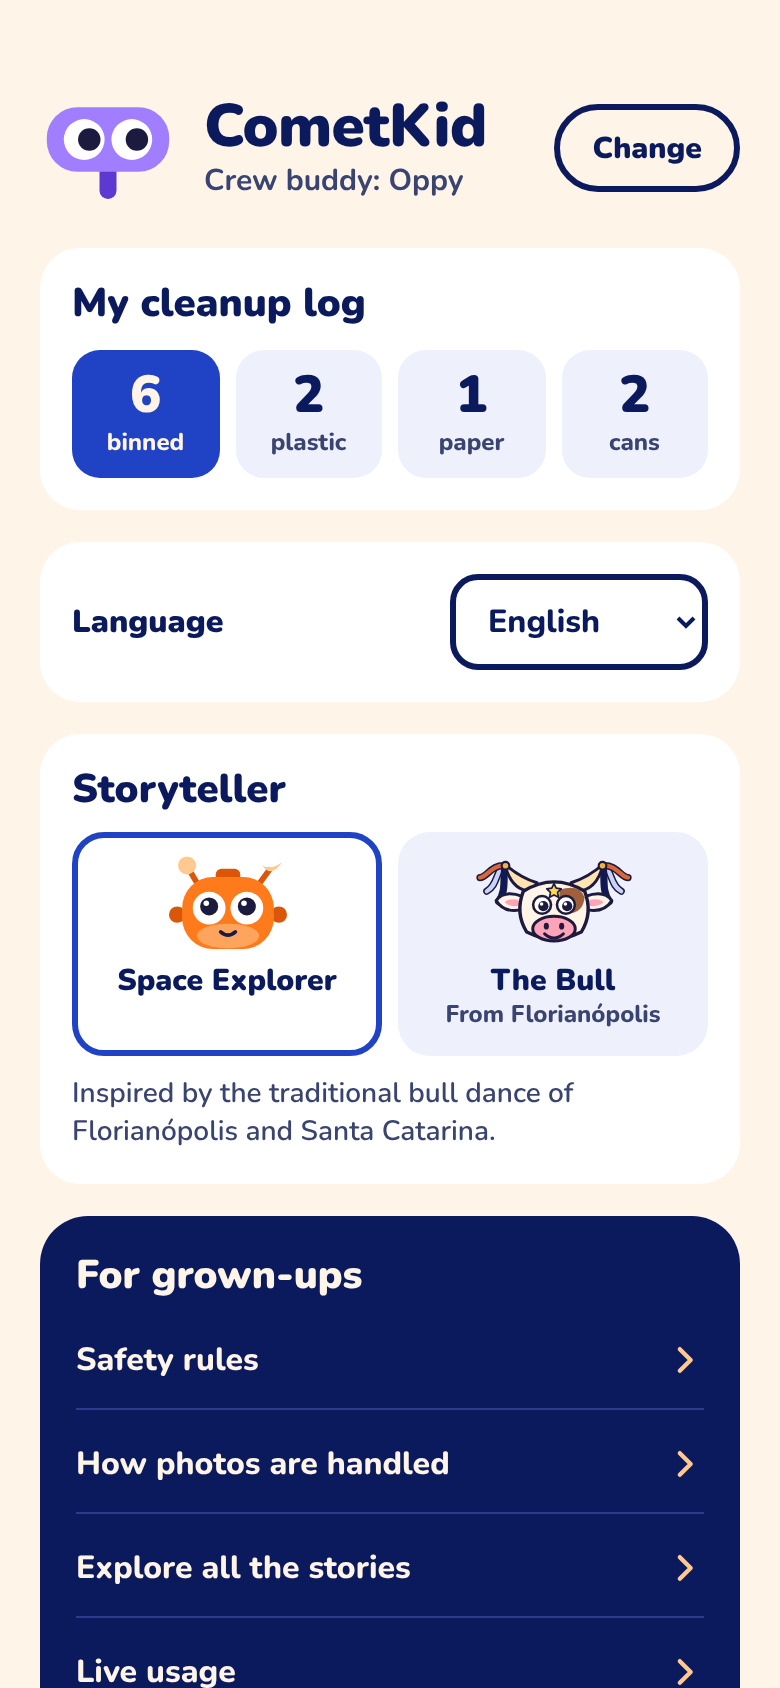 CometKid
Crew buddy: Oppy
Change
My cleanup log
6
binned
2
plastic
1
paper
2
cans
Language
English
Storyteller
Space Explorer
The Bull
From Florianópolis
Inspired by the traditional bull dance of
Florianópolis and Santa Catarina.
For grown-ups
Safety rules
How photos are handled
Explore all the stories
Live usage